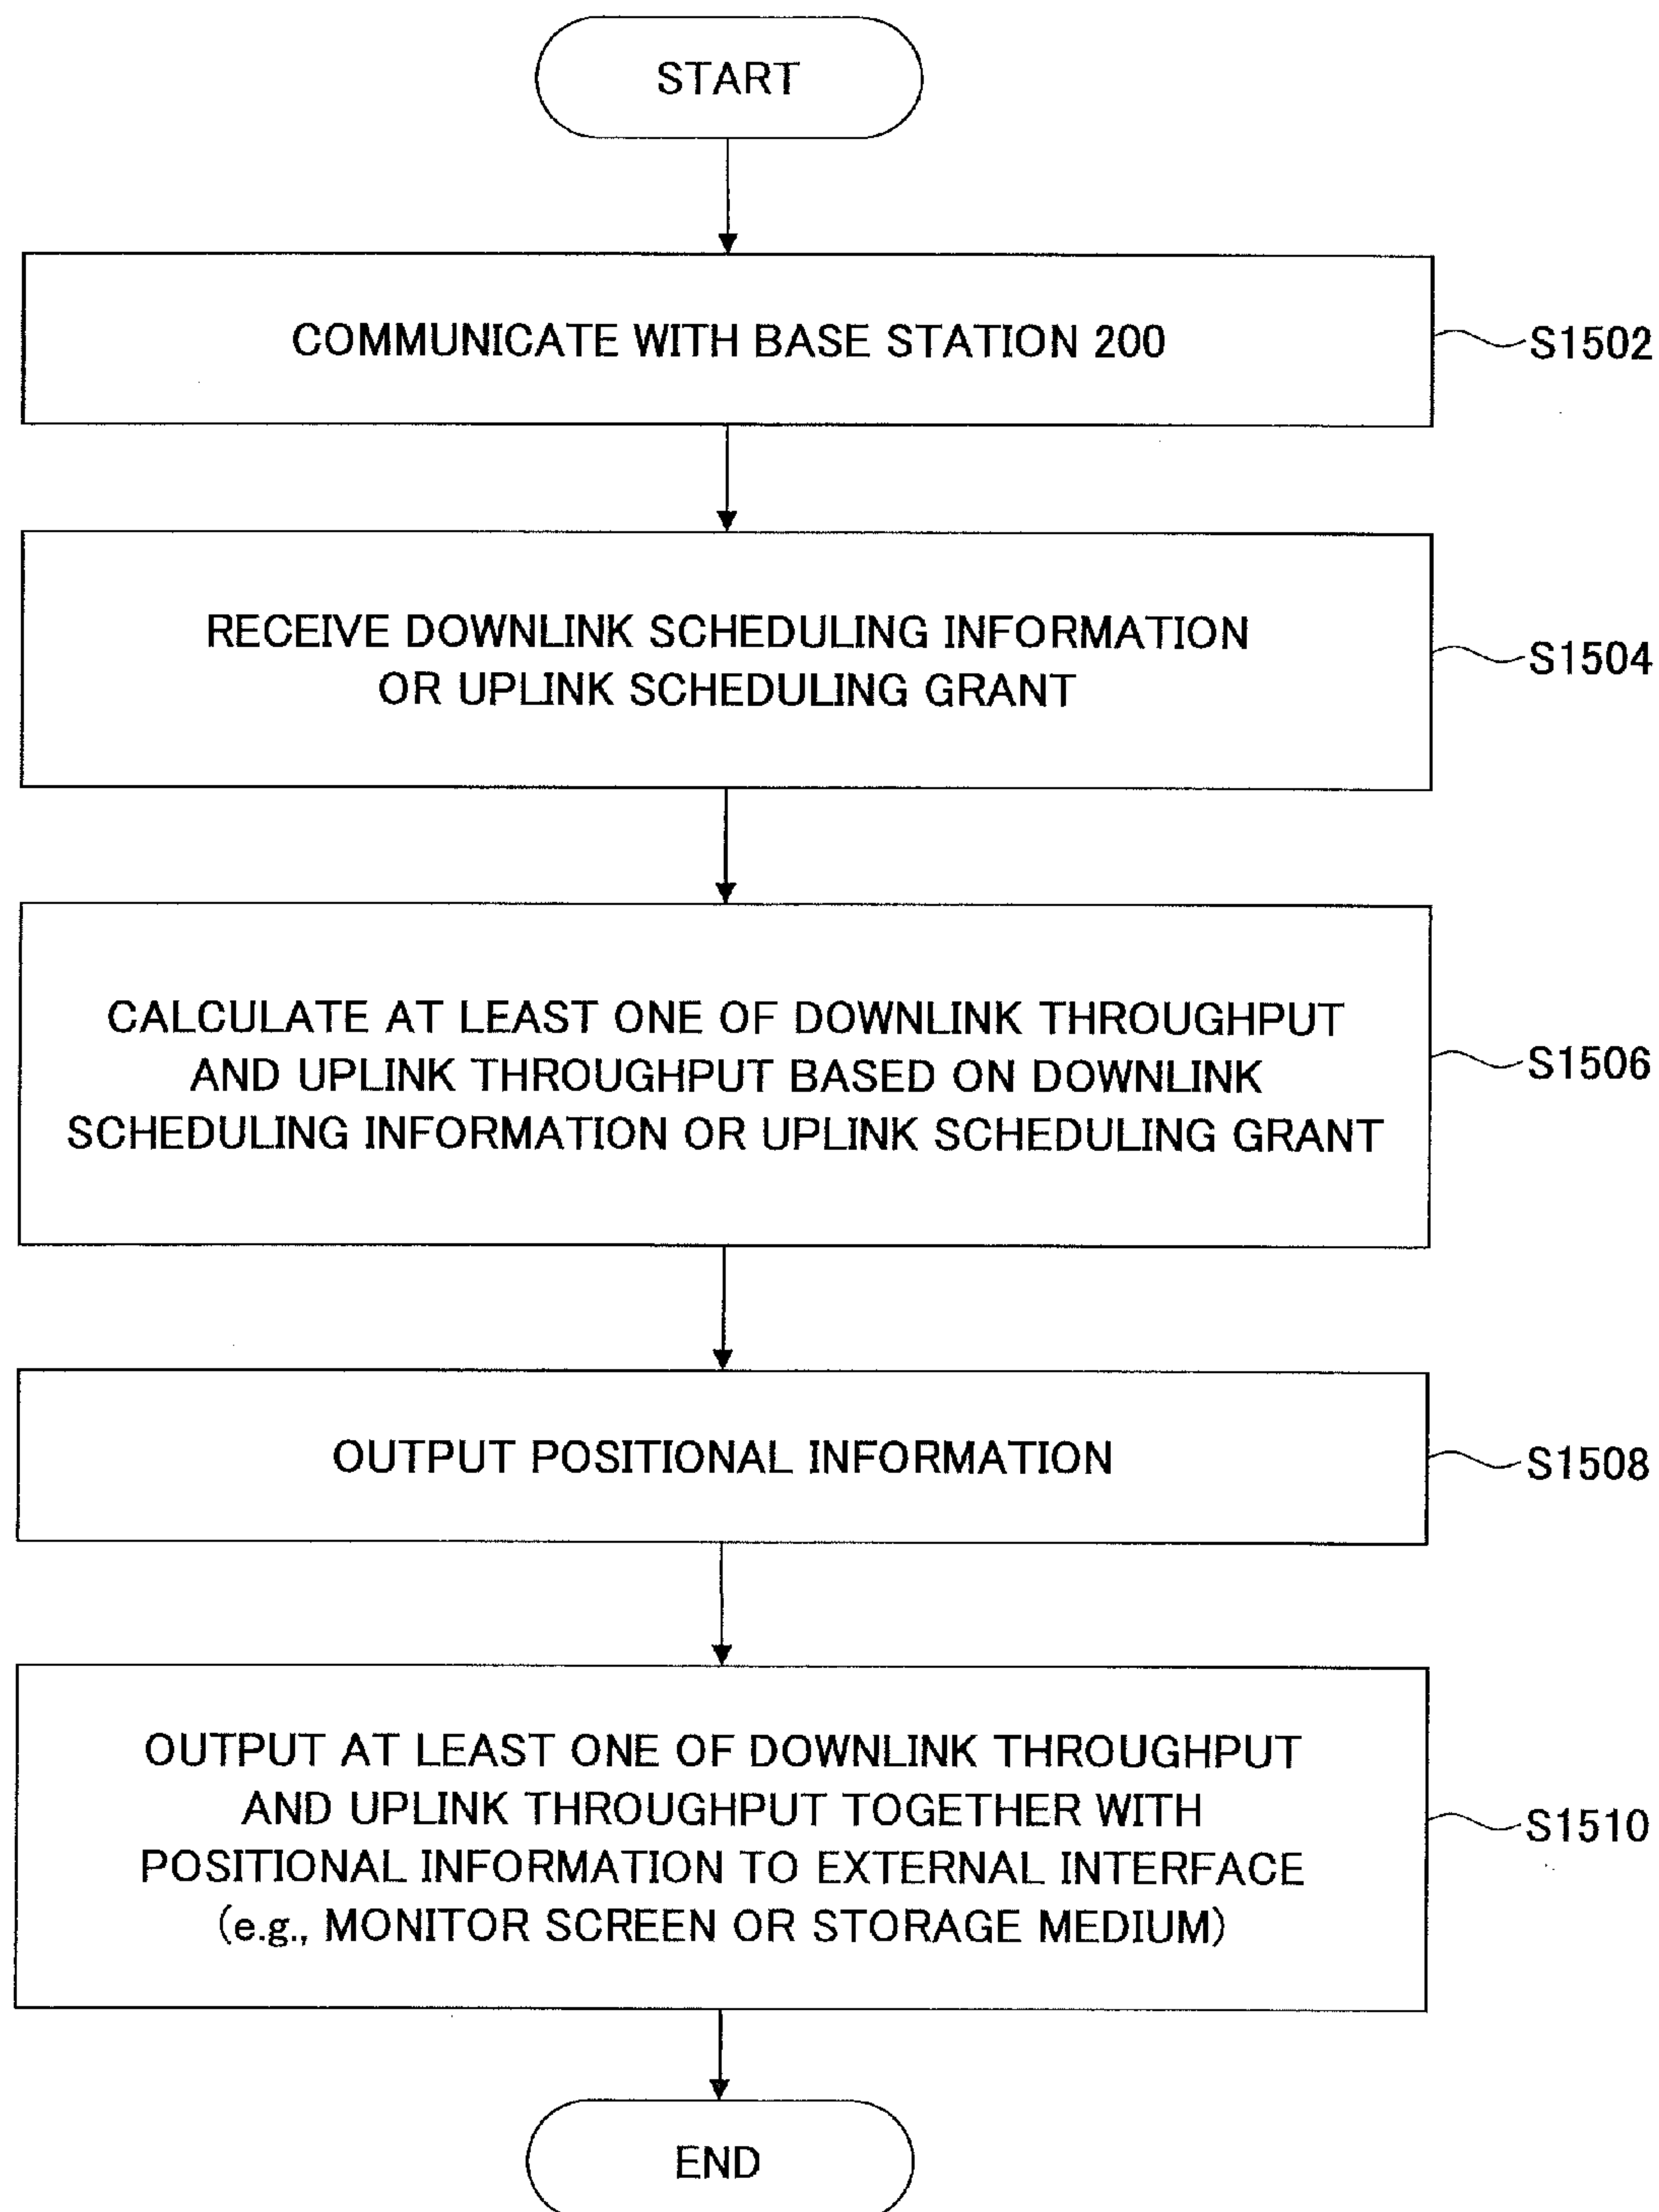 START
COMMUNICATE WITH BASE STATION 200
S1502
RECEIVE DOWNLINK SCHEDULING INFORMATION
OR UPLINK SCHEDULING GRANT
S1504
CALCULATE AT LEAST ONE OF DOWNLINK THROUGHPUT
AND UPLINK THROUGHPUT BASED ON DOWNLINK
SCHEDULING INFORMATION OR UPLINK SCHEDULING GRANT
S1506
OUTPUT POSITIONAL INFORMATION
S1508
OUTPUT AT LEAST ONE OF DOWNLINK THROUGHPUT
AND UPLINK THROUGHPUT TOGETHER WITH
POSITIONAL INFORMATION TO EXTERNAL INTERFACE
(e.g., MONITOR SCREEN OR STORAGE MEDIUM)
S1510
END